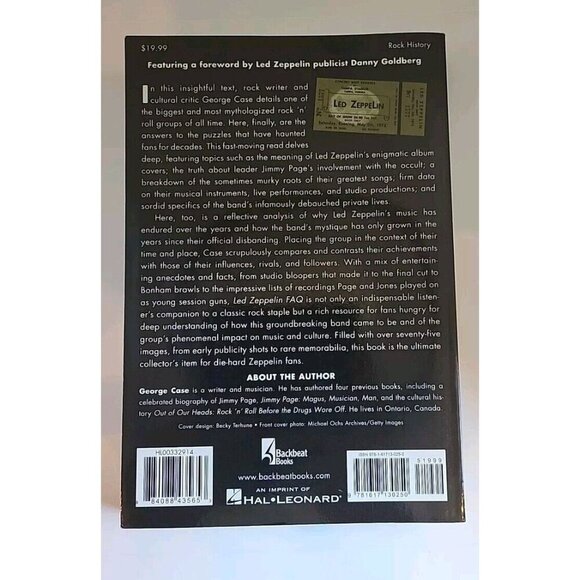 $19.99 Rock History
Featuring a foreword by Led Zeppelin publicist Danny Goldberg
In this insightful text, rock writer and
cultural critic George Case details one of
the biggest and most mythologized rock 'n'
roll groups of all time. Here, finally, are the
answers to the puzzles that have haunted
fans for decades. This fast-moving read delves
deep, featuring topics such as the meaning of Led Zeppelin's enigmatic album
covers; the truth about leader Jimmy Page's involvement with the occult; a
breakdown of the sometimes murky roots of their greatest songs; firm data
on their musical instruments, live performances, and studio productions; and
sordid specifics of the band's infamously debauched private lives.
Here, too, is a reflective analysis of why Led Zeppelin's music has
endured over the years and how the band's mystique has only grown in the
years since their official disbanding. Placing the group in the context of their
time and place, Case scrupulously compares and contrasts their achievements
with those of their influences, rivals, and followers. With a mix of entertain-
ing anecdotes and facts, from studio bloopers that made it to the final cut to
Bonham brawls to the impressive lists of recordings Page and Jones played on
as young session guns, Led Zeppelin FAQ is not only an indispensable listen-
er's companion to a classic rock staple but a rich resource for fans hungry for
deep understanding of how this groundbreaking band came to be and of the
group's phenomenal impact on music and culture. Filled with over seventy-five
images, from early publicity shots to rare memorabilia, this book is the ultimate
collector's item for die-hard Zeppelin fans.
LED ZEPPELIN
LED ZEPPELIN
ABOUT THE AUTHOR
George Case is a writer and musician. He has authored four previous books, including a
celebrated biography of Jimmy Page, Jimmy Page: Magus, Musician, Man, and the cultural his-
tory Out of Our Heads: Rock 'n' Roll Before the Drugs Wore Off. He lives in Ontario, Canada.
Cover design: Becky Terhune • Front cover photo: Michael Ochs Archives/Getty Images
HL00332914
84088 43565
Backbeat
Books
www.backbeatbooks.com
AN IMPRINT OF
HAL•LEONARD
ISBN 978-1-61713-025-0
51999
9 781617 130250